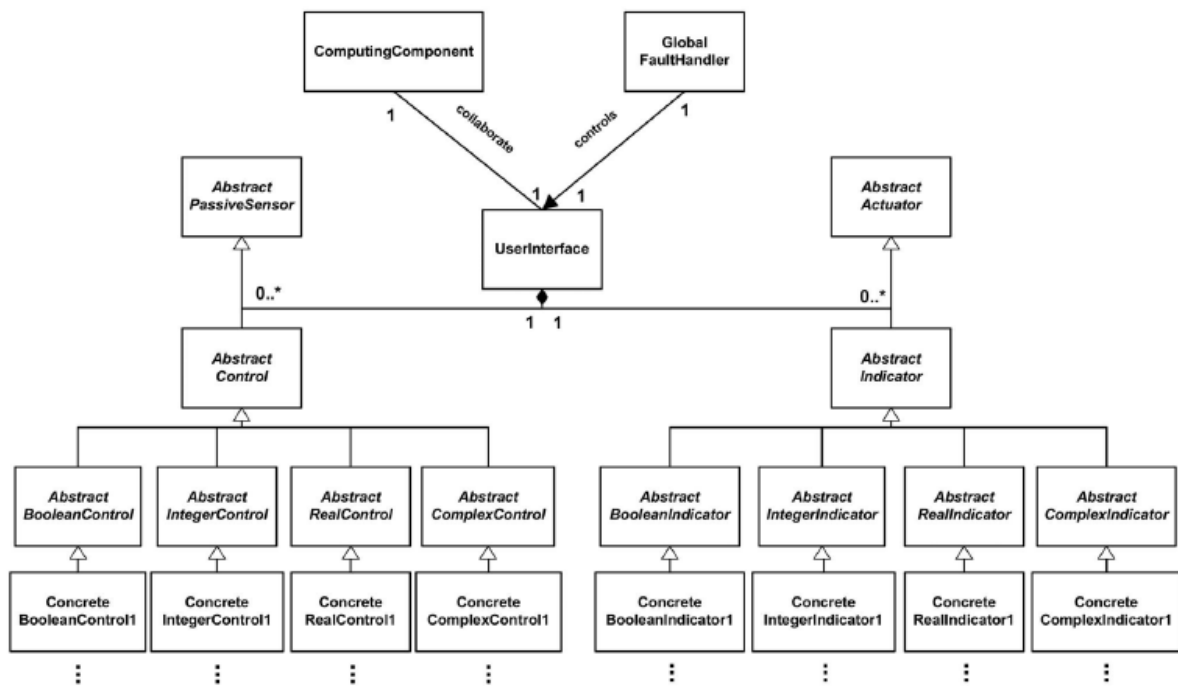 ComputingComponent
Global
FaultHandler
1
collaborate
controls
1
Abstract
PassiveSensor
1
1
Abstract
Actuator
UserInterface
0..*
1
1
0..*
Abstract
Control
Abstract
Indicator
Abstract
BooleanControl
Abstract
IntegerControl
Abstract
RealControl
Abstract
ComplexControl
Abstract
BooleanIndicator
Abstract
IntegerIndicator
Abstract
RealIndicator
Abstract
ComplexIndicator
Concrete
BooleanControl1
Concrete
IntegerControl1
Concrete
RealControl1
Concrete
ComplexControl1
Concrete
BooleanIndicator1
Concrete
IntegerIndicator1
Concrete
RealIndicator1
Concrete
ComplexIndicator1